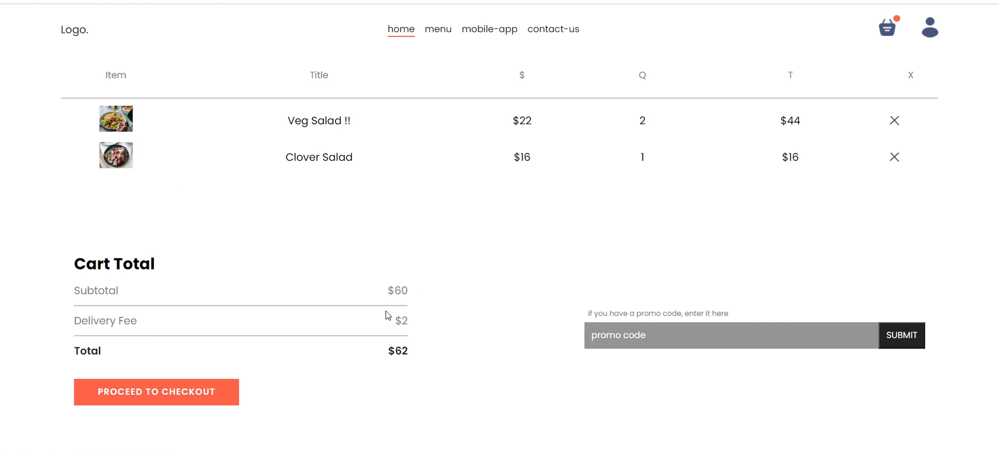 Logo. home menu mobile-app contact-us
Item Title $ Q T X
Veg Salad !! $22 2 $44
Clover Salad $16 1 $16
Cart Total
Subtotal $60
Delivery Fee $2
Total $62
if you have a promo code, enter it here
promo code SUBMIT
PROCEED TO CHECKOUT